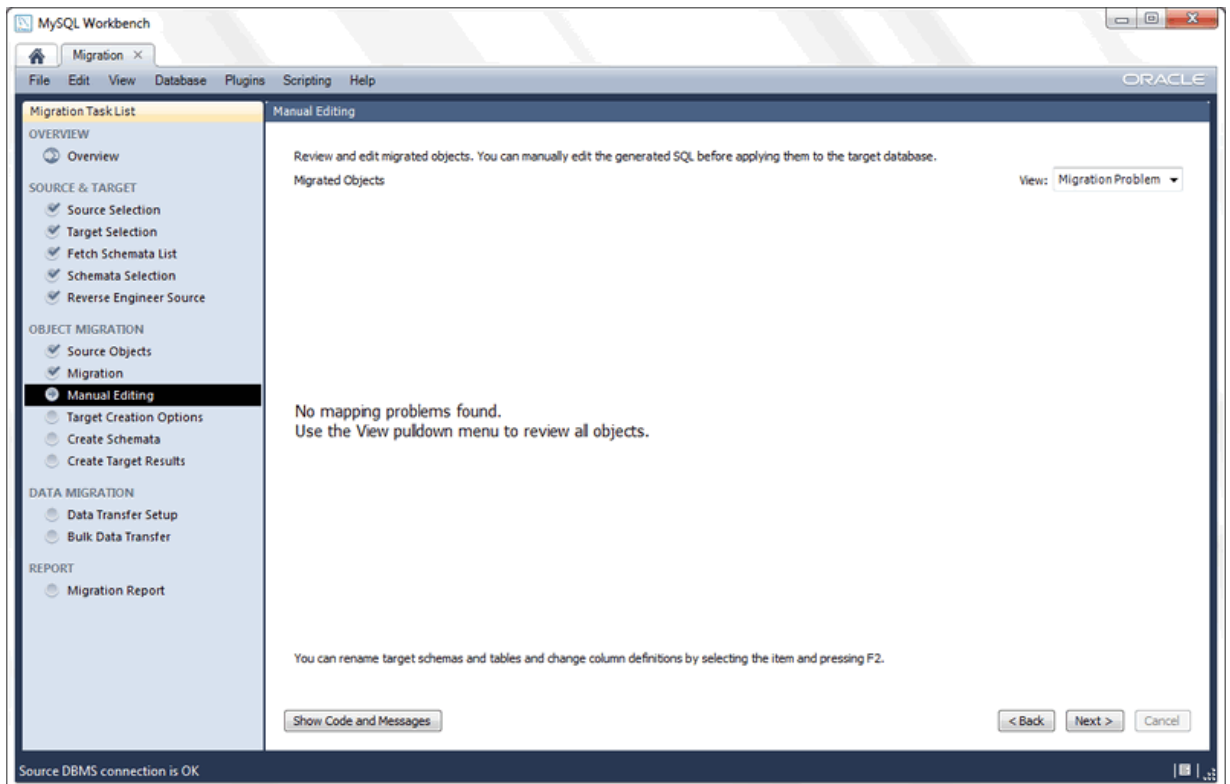 MySQL Workbench
Migration
File Edit View Database Plugins Scripting Help
ORACLE
Migration Task List
OVERVIEW
Overview
SOURCE & TARGET
Source Selection
Target Selection
Fetch Schemata List
Schemata Selection
Reverse Engineer Source
OBJECT MIGRATION
Source Objects
Migration
Manual Editing
Target Creation Options
Create Schemata
Create Target Results
DATA MIGRATION
Data Transfer Setup
Bulk Data Transfer
REPORT
Migration Report
Manual Editing
Review and edit migrated objects. You can manually edit the generated SQL before applying them to the target database.
Migrated Objects
View: Migration Problem
No mapping problems found.
Use the View pulldown menu to review all objects.
You can rename target schemas and tables and change column definitions by selecting the item and pressing F2.
Show Code and Messages
< Back Next > Cancel
Source DBMS connection is OK